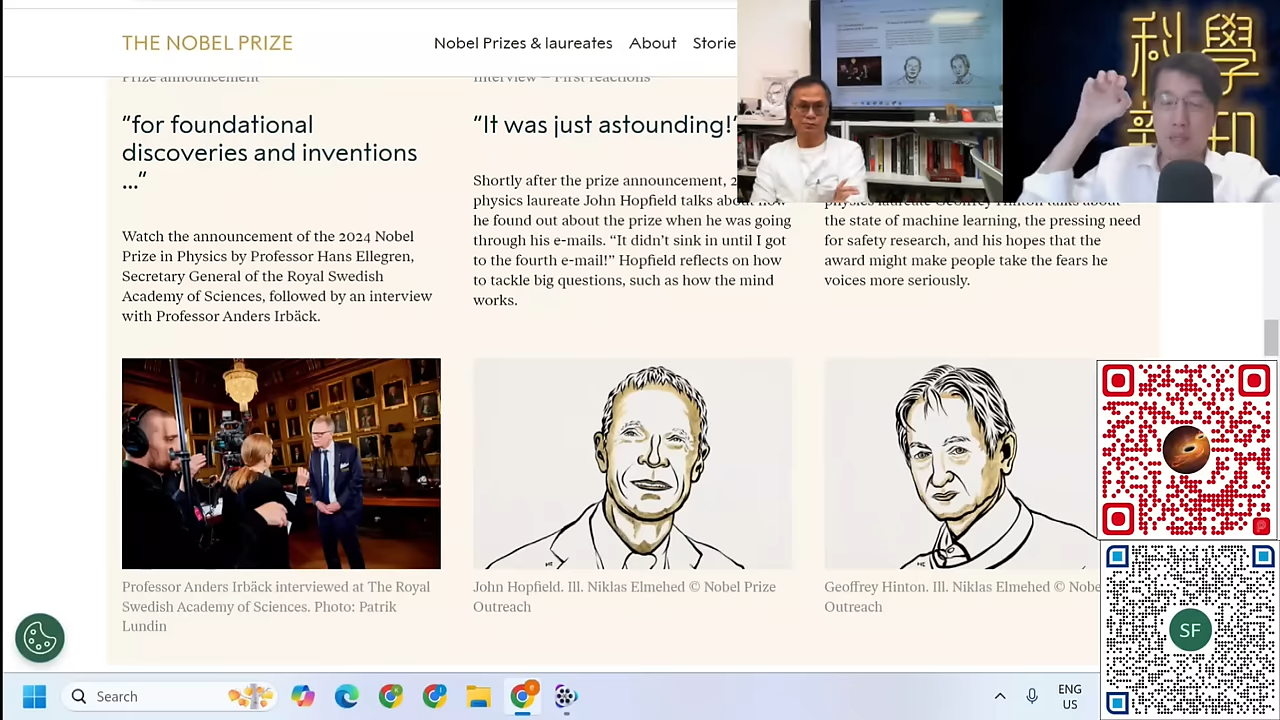 THE NOBEL PRIZE
Nobel Prizes & laureates
About
Storie
Prize announcement
Interview – First reactions
“for foundational
discoveries and inventions
...”
“It was just astounding!”
Watch the announcement of the 2024 Nobel
Prize in Physics by Professor Hans Ellegren,
Secretary General of the Royal Swedish
Academy of Sciences, followed by an interview
with Professor Anders Irbäck.
Shortly after the prize announcement, 2
physics laureate John Hopfield talks about how
he found out about the prize when he was going
through his e-mails. “It didn’t sink in until I got
to the fourth e-mail!” Hopfield reflects on how
to tackle big questions, such as how the mind
works.
physics laureate Geoffrey Hinton talks about
the state of machine learning, the pressing need
for safety research, and his hopes that the
award might make people take the fears he
voices more seriously.
Professor Anders Irbäck interviewed at The Royal
Swedish Academy of Sciences. Photo: Patrik
Lundin
John Hopfield. Ill. Niklas Elmehed © Nobel Prize
Outreach
Geoffrey Hinton. Ill. Niklas Elmehed © Nobe
Outreach
科學
SF
Search
ENG
US